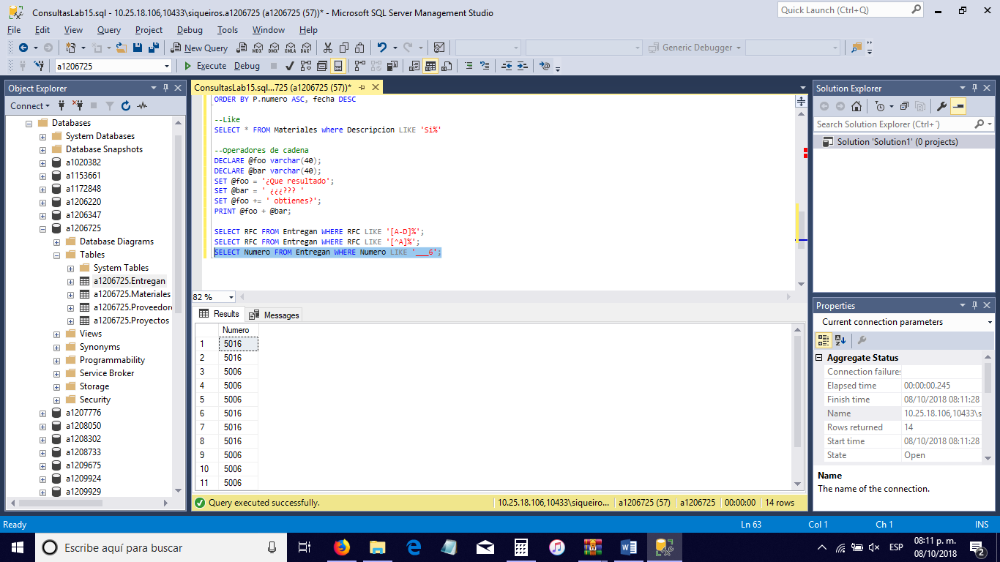 ConsultasLab15.sql - 10.25.18.106,10433\siqueiros.a1206725 (a1206725 (57))* - Microsoft SQL Server Management Studio
Quick Launch (Ctrl+Q)
File Edit View Query Project Debug Tools Window Help
New Query
MDX DMX XMLA DAX
Generic Debugger
a1206725
Execute Debug
Object Explorer
Connect
Databases
System Databases
Database Snapshots
a1020382
a1153661
a1172848
a1206220
a1206347
a1206725
Database Diagrams
Tables
System Tables
a1206725.Entregan
a1206725.Materiales
a1206725.Proveedor
a1206725.Proyectos
Views
Synonyms
Programmability
Service Broker
Storage
Security
a1207776
a1208050
a1208302
a1208733
a1209675
a1209924
a1209929
ConsultasLab15.sql...725 (a1206725 (57))*
ORDER BY P.numero ASC, fecha DESC
--Like
SELECT * FROM Materiales where Descripcion LIKE 'Si%'
--Operadores de cadena
DECLARE @foo varchar(40);
DECLARE @bar varchar(40);
SET @foo = '¿Que resultado';
SET @bar = ' ¿¿¿??? '
SET @foo += ' obtienes?';
PRINT @foo + @bar;
SELECT RFC FROM Entregan WHERE RFC LIKE '[A-D]%';
SELECT RFC FROM Entregan WHERE RFC LIKE '[^A]%';
SELECT Numero FROM Entregan WHERE Numero LIKE '___6';
82 %
Results Messages
Numero
1 5016
2 5016
3 5006
4 5006
5 5006
6 5016
7 5016
8 5016
9 5006
10 5006
11 5006
Query executed successfully.
10.25.18.106,10433\siqueiro... a1206725 (57) a1206725 00:00:00 14 rows
Solution Explorer
Search Solution Explorer (Ctrl+´)
Solution 'Solution1' (0 projects)
Properties
Current connection parameters
Aggregate Status
Connection failures
Elapsed time 00:00:00.245
Finish time 08/10/2018 08:11:28
Name 10.25.18.106,10433\s
Rows returned 14
Start time 08/10/2018 08:11:28
State Open
Name
The name of the connection.
Ready
Ln 63 Col 1 Ch 1 INS
Escribe aquí para buscar
ESP
08:11 p. m.
08/10/2018
2